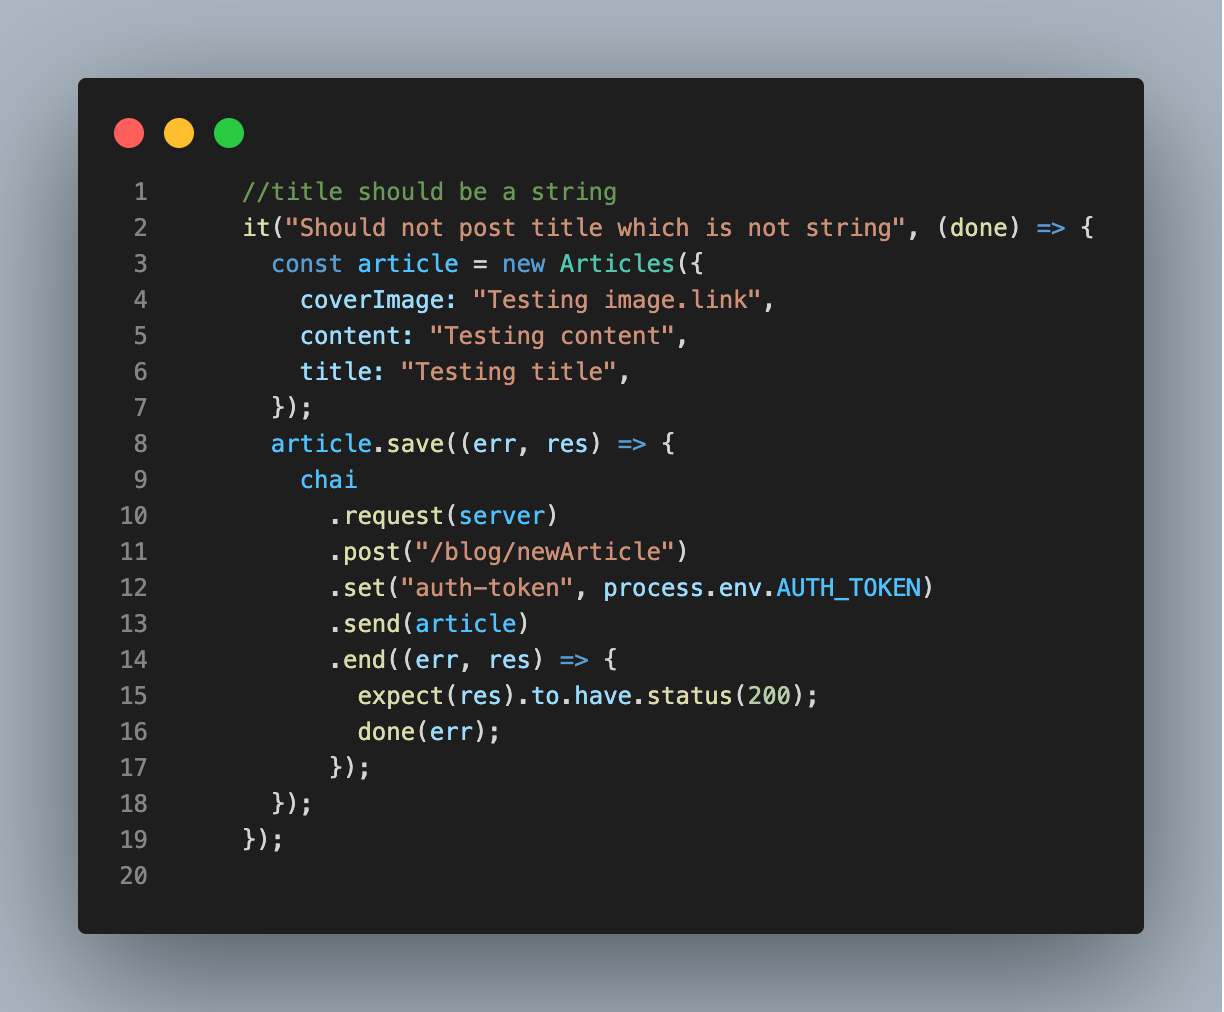 1 //title should be a string
2 it("Should not post title which is not string", (done) => {
3 const article = new Articles({
4 coverImage: "Testing image.link",
5 content: "Testing content",
6 title: "Testing title",
7 });
8 article.save((err, res) => {
9 chai
10 .request(server)
11 .post("/blog/newArticle")
12 .set("auth-token", process.env.AUTH_TOKEN)
13 .send(article)
14 .end((err, res) => {
15 expect(res).to.have.status(200);
16 done(err);
17 });
18 });
19 });
20